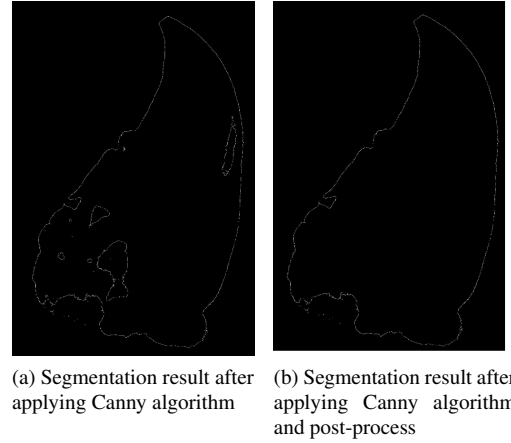 (a) Segmentation result after
applying Canny algorithm
(b) Segmentation result after
applying Canny algorithm
and post-process